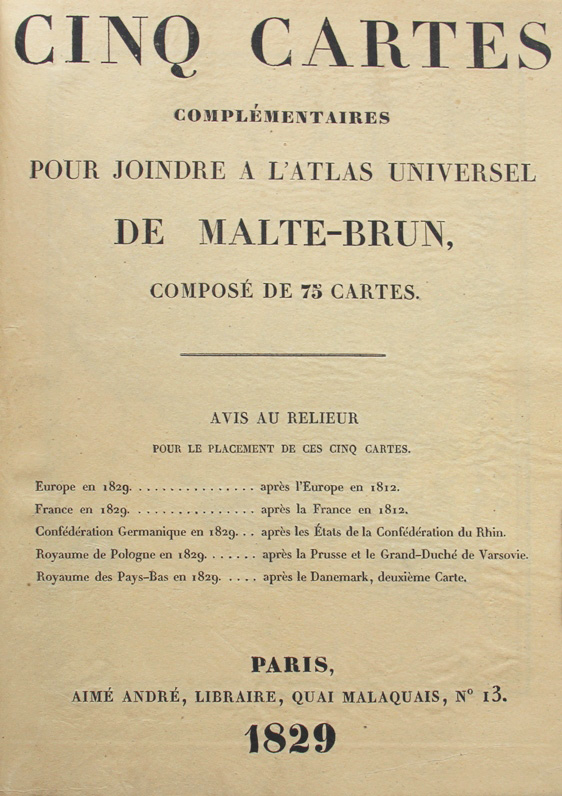 CINQ CARTES
COMPLÉMENTAIRES
POUR JOINDRE A L'ATLAS UNIVERSEL
DE MALTE-BRUN,
COMPOSÉ DE 75 CARTES.
AVIS AU RELIEUR
POUR LE PLACEMENT DE CES CINQ CARTES.
Europe en 1829. . . . . . . . . . . . . . . après l'Europe en 1812.
France en 1829. . . . . . . . . . . . . . . après la France en 1812.
Confédération Germanique en 1829. . . après les États de la Confédération du Rhin.
Royaume de Pologne en 1829. . . . . . . après la Prusse et le Grand-Duché de Varsovie.
Royaume des Pays-Bas en 1829. . . . . après le Danemark, deuxième Carte.
PARIS,
AIMÉ ANDRÉ, LIBRAIRE, QUAI MALAQUAIS, Nº 13.
1829